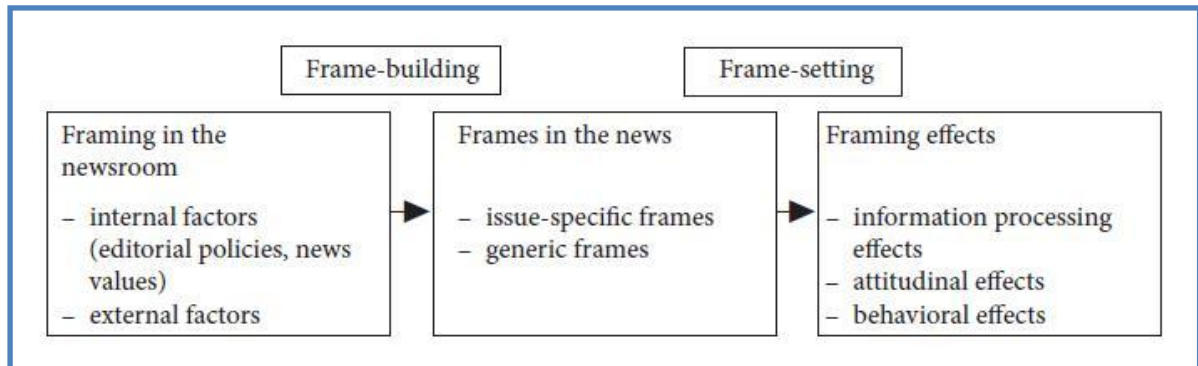 Frame-building
Frame-setting
Framing in the
newsroom
– internal factors
(editorial policies, news
values)
– external factors
Frames in the news
– issue-specific frames
– generic frames
Framing effects
– information processing
effects
– attitudinal effects
– behavioral effects